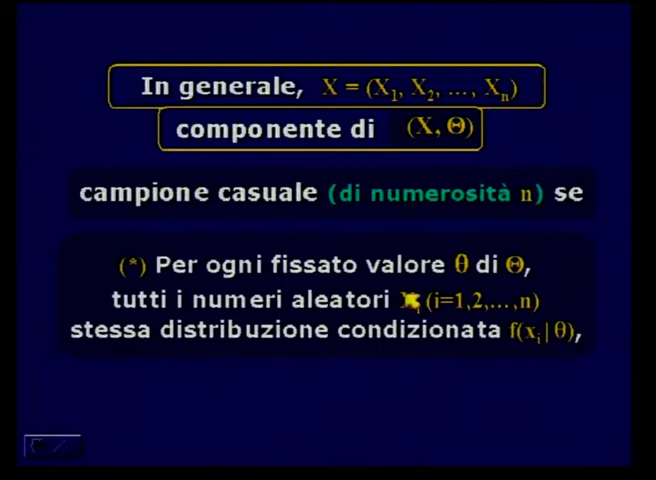 In generale, X = (X₁, X₂, ..., Xₙ)
componente di (X, Θ)
campione casuale (di numerosità n) se
(*) Per ogni fissato valore θ di Θ,
tutti i numeri aleatori Xᵢ (i=1,2,...,n)
stessa distribuzione condizionata f(xᵢ|θ),